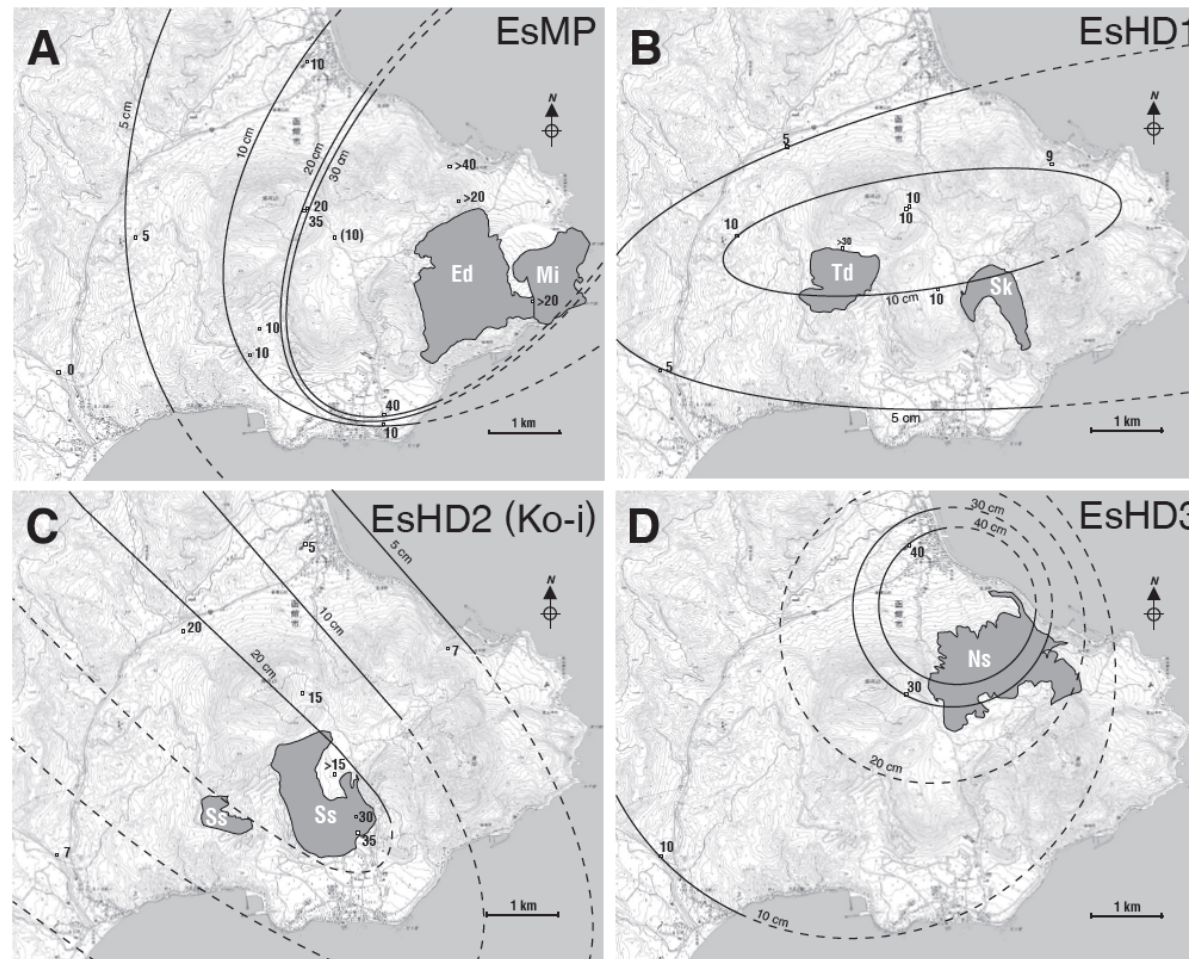 A
EsMP
N
5 cm
10 cm
20 cm
30 cm
10
>40
>20
20
35
(10)
5
Ed
Mi
>20
10
10
0
40
10
1 km
B
EsHD1
N
5
9
10
10
10
>30
Td
Sk
10
10 cm
5
5 cm
1 km
C
EsHD2 (Ko-i)
N
5 cm
10 cm
20 cm
5
20
7
15
>15
Ss
Ss
30
35
7
1 km
D
EsHD3
N
30 cm
40 cm
40
Ns
30
20 cm
10
10 cm
1 km